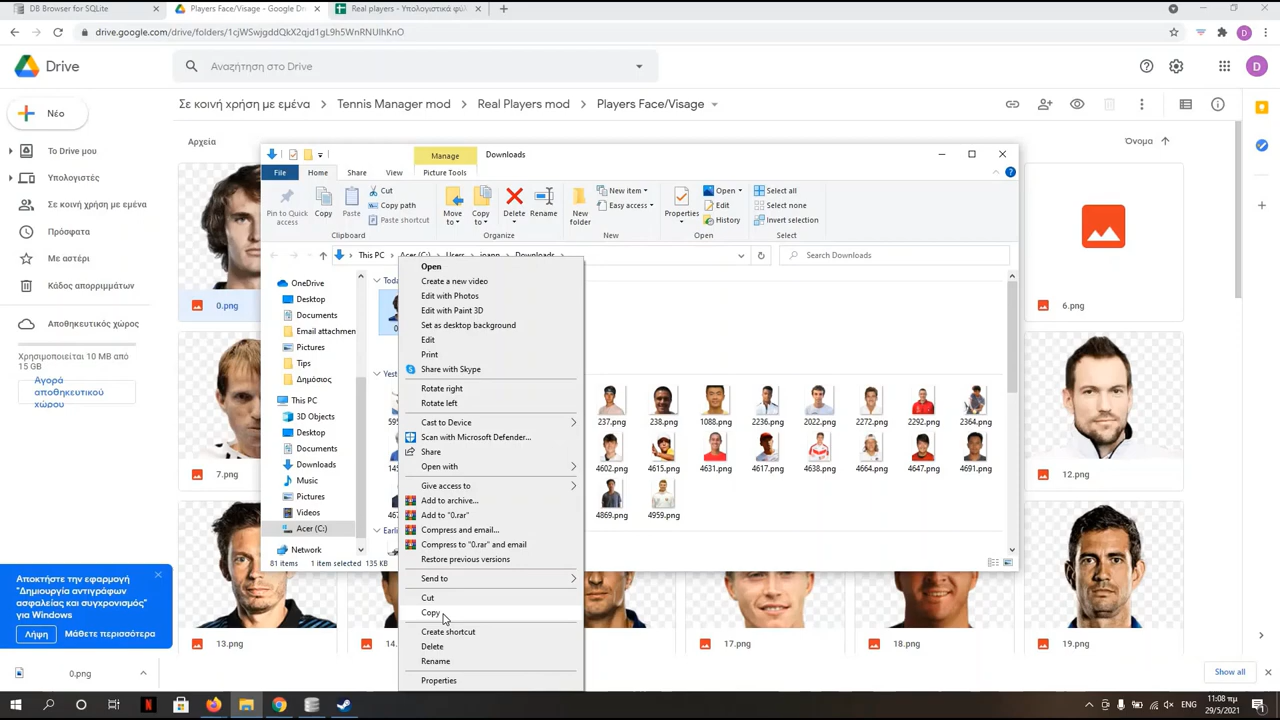 DB Browser for SQLite
Players Face/Visage - Google Dri
Real players - Υπολογιστικά φύλ
drive.google.com/drive/folders/1cjWSwjgddQkX2qjd1gL9h5WnRNUIhKnO
Drive
Αναζήτηση στο Drive
Νέο
Σε κοινή χρήση με εμένα
Tennis Manager mod
Real Players mod
Players Face/Visage
Αρχεία
Όνομα
Το Drive μου
Υπολογιστές
Σε κοινή χρήση με εμένα
Πρόσφατα
Με αστέρι
Κάδος απορριμμάτων
Αποθηκευτικός χώρος
Χρησιμοποιείται 10 MB από
15 GB
Αγορά
αποθηκευτικού
χώρου
Manage
Downloads
File
Home
Share
View
Picture Tools
Pin to Quick
access
Copy
Paste
Cut
Copy path
Paste shortcut
Clipboard
Move
to
Copy
to
Delete
Rename
Organize
New
folder
New item
Easy access
New
Properties
Open
Edit
History
Open
Select all
Select none
Invert selection
Select
This PC
Acer (C:)
Users
ioann
Downloads
Search Downloads
OneDrive
Desktop
Documents
Email attachmen
Pictures
Tips
Δημόσιος
This PC
3D Objects
Desktop
Documents
Downloads
Music
Pictures
Videos
Acer (C:)
Network
81 items
1 item selected
135 KB
Toda
Yest
Earli
Open
Create a new video
Edit with Photos
Edit with Paint 3D
Set as desktop background
Edit
Print
Share with Skype
Rotate right
Rotate left
Cast to Device
Scan with Microsoft Defender...
Share
Open with
Give access to
Add to archive...
Add to "0.rar"
Compress and email...
Compress to "0.rar" and email
Restore previous versions
Send to
Cut
Copy
Create shortcut
Delete
Rename
Properties
237.png
238.png
1088.png
2236.png
2022.png
2272.png
2292.png
2364.png
4602.png
4615.png
4631.png
4617.png
4638.png
4664.png
4647.png
4691.png
4869.png
4959.png
0.png
6.png
7.png
12.png
13.png
14.
17.png
18.png
19.png
Αποκτήστε την εφαρμογή
"Δημιουργία αντιγράφων
ασφαλείας και συγχρονισμός"
για Windows
Λήψη
Μάθετε περισσότερα
0.png
Show all
ENG
11:08 πμ
29/5/2021